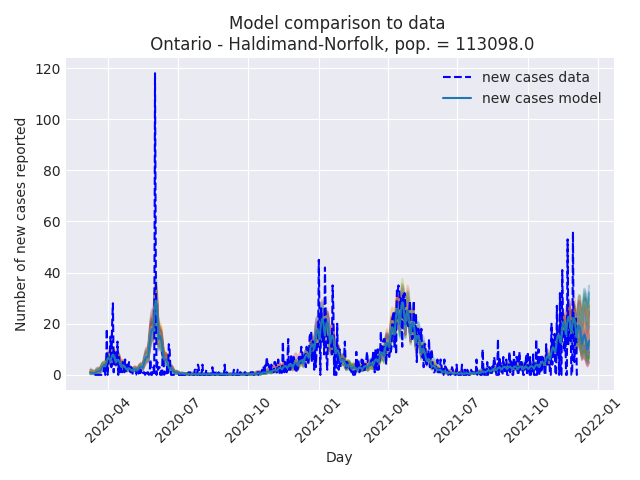 Model comparison to data
Ontario - Haldimand-Norfolk, pop. = 113098.0
new cases data
new cases model
Number of new cases reported
120
100
80
60
40
20
0
2020-04
2020-07
2020-10
2021-01
2021-04
2021-07
2021-10
2022-01
Day